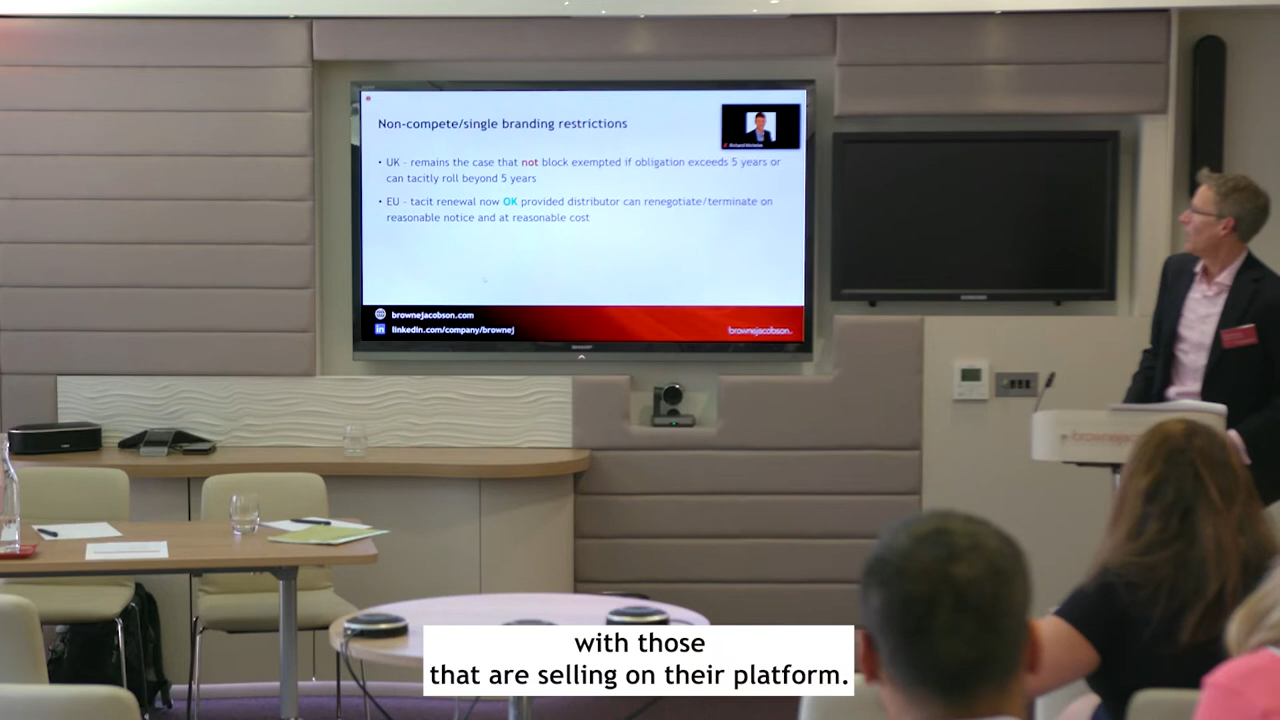 Non-compete/single branding restrictions
• UK – remains the case that not block exempted if obligation exceeds 5 years or
can tacitly roll beyond 5 years
• EU – tacit renewal now OK provided distributor can renegotiate/terminate on
reasonable notice and at reasonable cost
brownejacobson.com
in linkedin.com/company/brownej
brownejacobson
SHARP
brownejacobson
with those
that are selling on their platform.